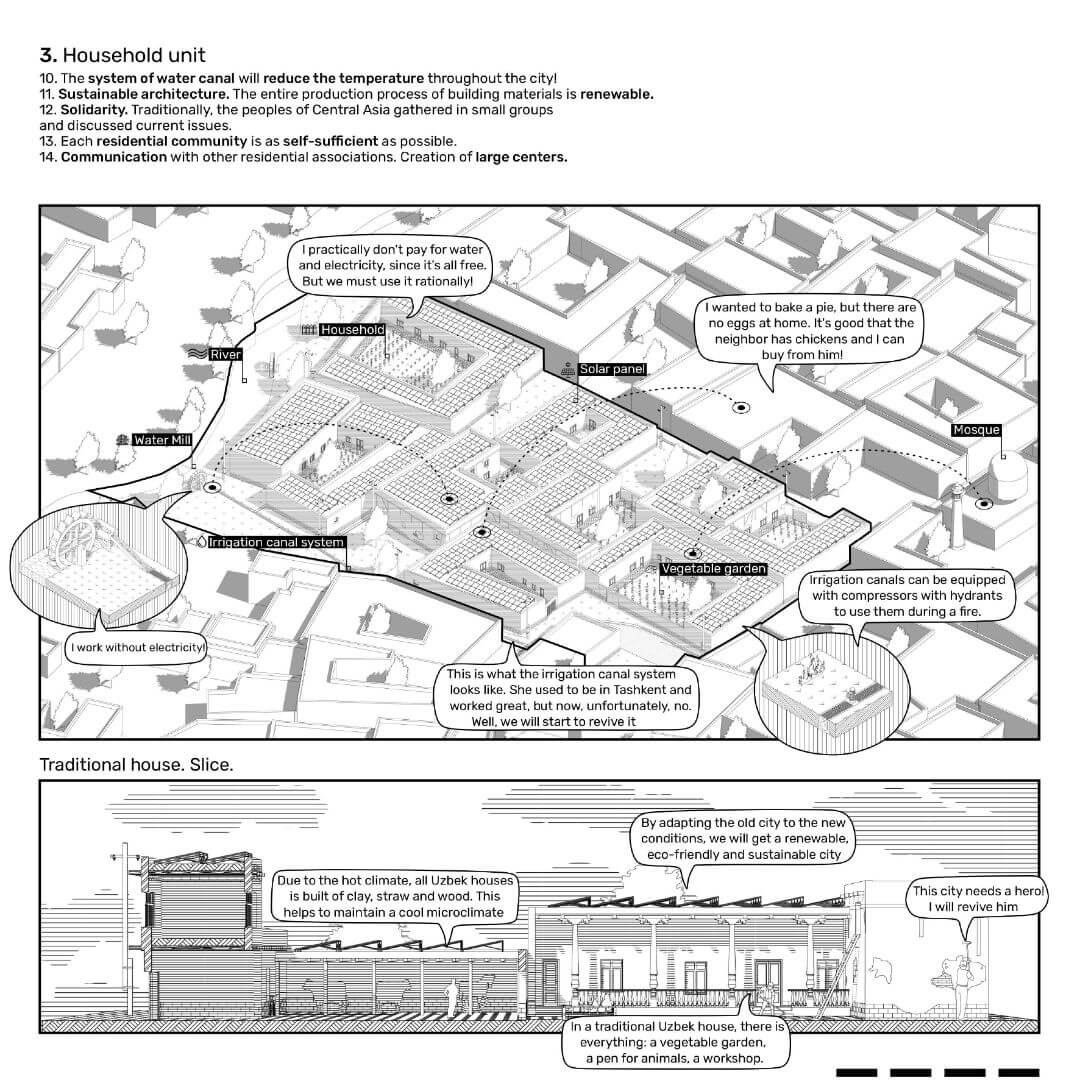 3. Household unit
10. The system of water canal will reduce the temperature throughout the city!
11. Sustainable architecture. The entire production process of building materials is renewable.
12. Solidarity. Traditionally, the peoples of Central Asia gathered in small groups
and discussed current issues.
13. Each residential community is as self-sufficient as possible.
14. Communication with other residential associations. Creation of large centers.
I practically don't pay for water
and electricity, since it's all free.
But we must use it rationally!
I wanted to bake a pie, but there are
no eggs at home. It's good that the
neighbor has chickens and I can
buy from him!
Household
River
Solar panel
Mosque
Water Mill
Irrigation canal system
Vegetable garden
Irrigation canals can be equipped
with compressors with hydrants
to use them during a fire.
I work without electricity!
This is what the irrigation canal system
looks like. She used to be in Tashkent and
worked great, but now, unfortunately, no.
Well, we will start to revive it
Traditional house. Slice.
By adapting the old city to the new
conditions, we will get a renewable,
eco-friendly and sustainable city
Due to the hot climate, all Uzbek houses
is built of clay, straw and wood. This
helps to maintain a cool microclimate
This city needs a hero!
I will revive him
In a traditional Uzbek house, there is
everything: a vegetable garden,
a pen for animals, a workshop.